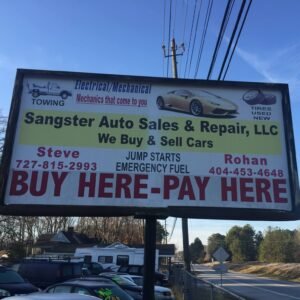 Electrical/Mechanical
Mechanics that come to you
TOWING
TIRES
USED NEW
Sangster Auto Sales & Repair, LLC
We Buy & Sell Cars
Steve
727-815-2993
JUMP STARTS
EMERGENCY FUEL
Rohan
404-453-4648
BUY HERE-PAY HERE